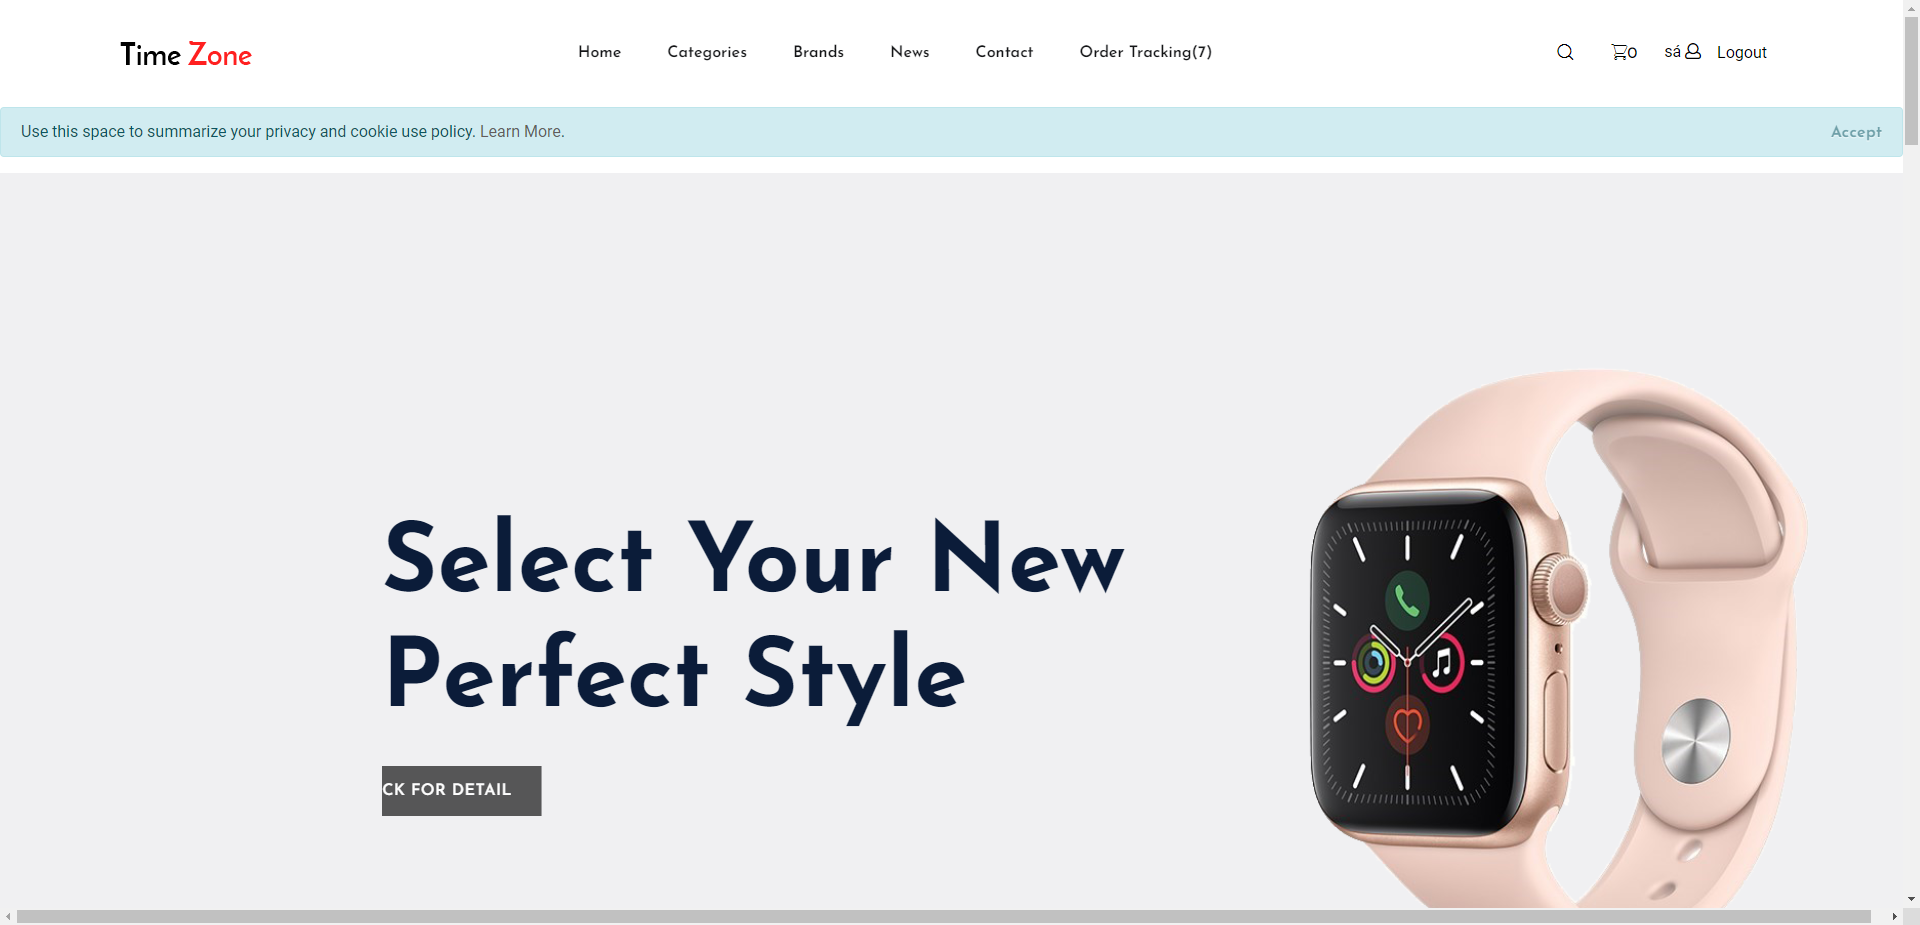 Time Zone
Home Categories Brands News Contact Order Tracking(7)
0 sá Logout
Use this space to summarize your privacy and cookie use policy. Learn More.
Accept
Select Your New
Perfect Style
CK FOR DETAIL